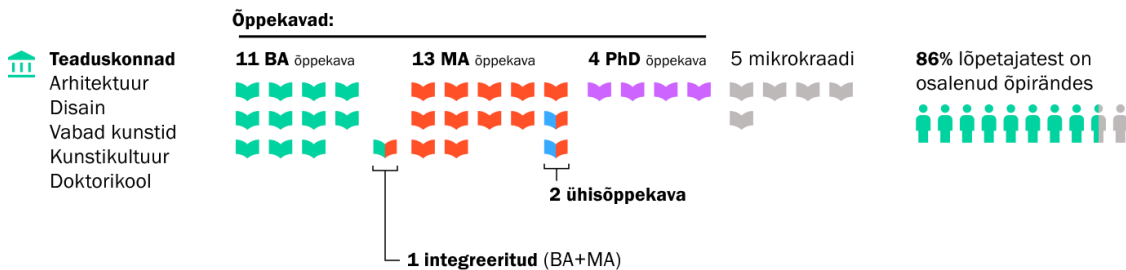 Õppekavad:
Teaduskonnad
Arhitektuur
Disain
Vabad kunstid
Kunstikultuur
Doktorikool
11 BA õppekava
13 MA õppekava
4 PhD õppekava
5 mikrokraadi
2 ühisõppekava
1 integreeritud (BA+MA)
86% lõpetajatest on
osalenud õpirändes